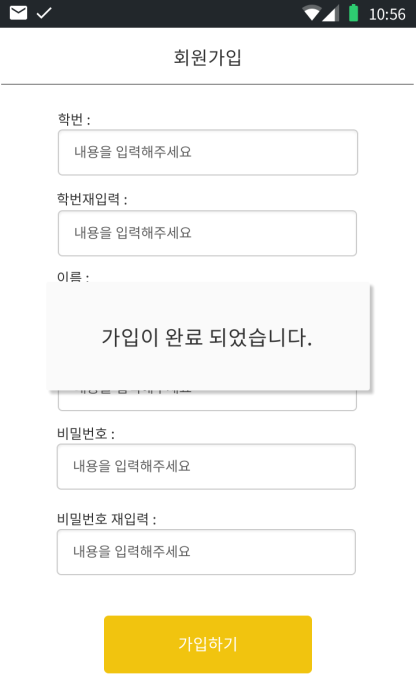 10:56
회원가입
학번 :
내용을 입력해주세요
학번재입력 :
내용을 입력해주세요
이름 :
가입이 완료 되었습니다.
비밀번호 :
내용을 입력해주세요
비밀번호 재입력 :
내용을 입력해주세요
가입하기